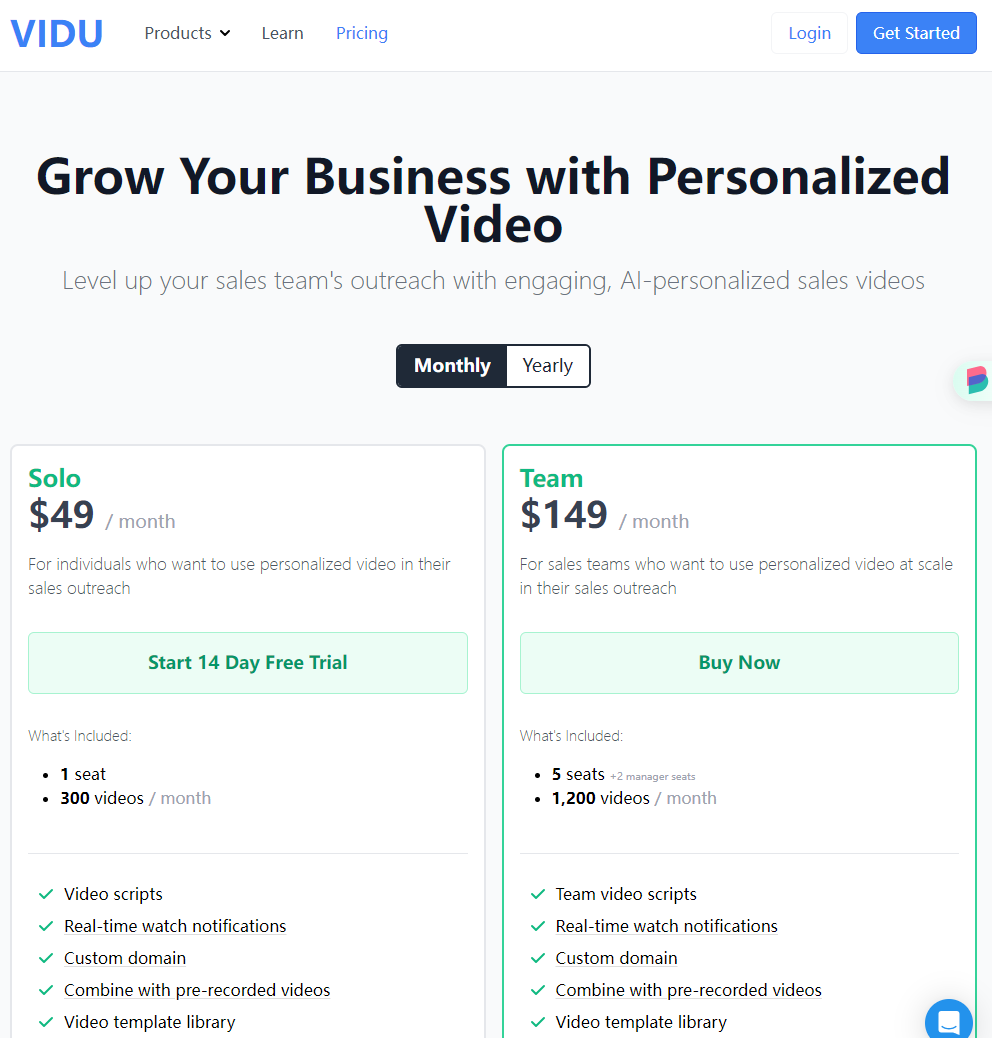 VIDU Products Learn Pricing Login Get Started
Grow Your Business with Personalized
Video
Level up your sales team's outreach with engaging, AI-personalized sales videos
Monthly Yearly
Solo
$49 / month
For individuals who want to use personalized video in their
sales outreach
Start 14 Day Free Trial
What's Included:
1 seat
300 videos / month
Video scripts
Real-time watch notifications
Custom domain
Combine with pre-recorded videos
Video template library
Team
$149 / month
For sales teams who want to use personalized video at scale
in their sales outreach
Buy Now
What's Included:
5 seats +2 manager seats
1,200 videos / month
Team video scripts
Real-time watch notifications
Custom domain
Combine with pre-recorded videos
Video template library